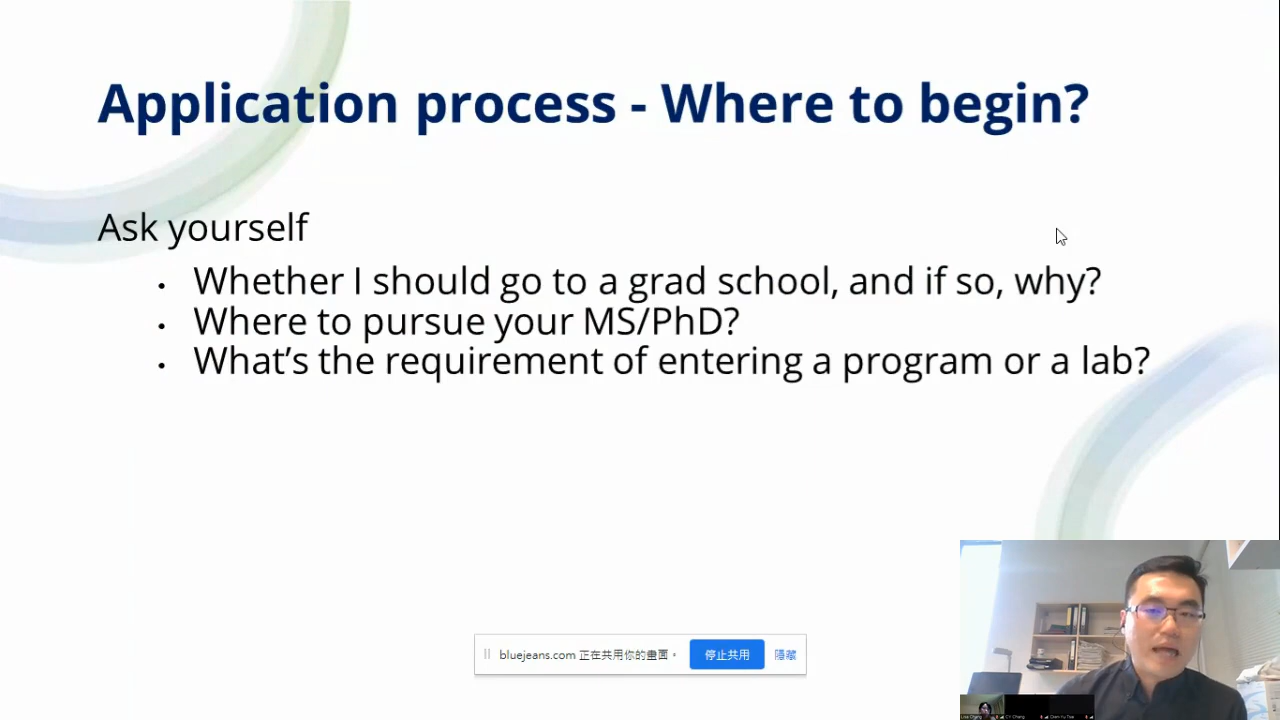 Application process - Where to begin?
Ask yourself
• Whether I should go to a grad school, and if so, why?
• Where to pursue your MS/PhD?
• What’s the requirement of entering a program or a lab?
bluejeans.com 正在共用你的畫面。 停止共用 隱藏